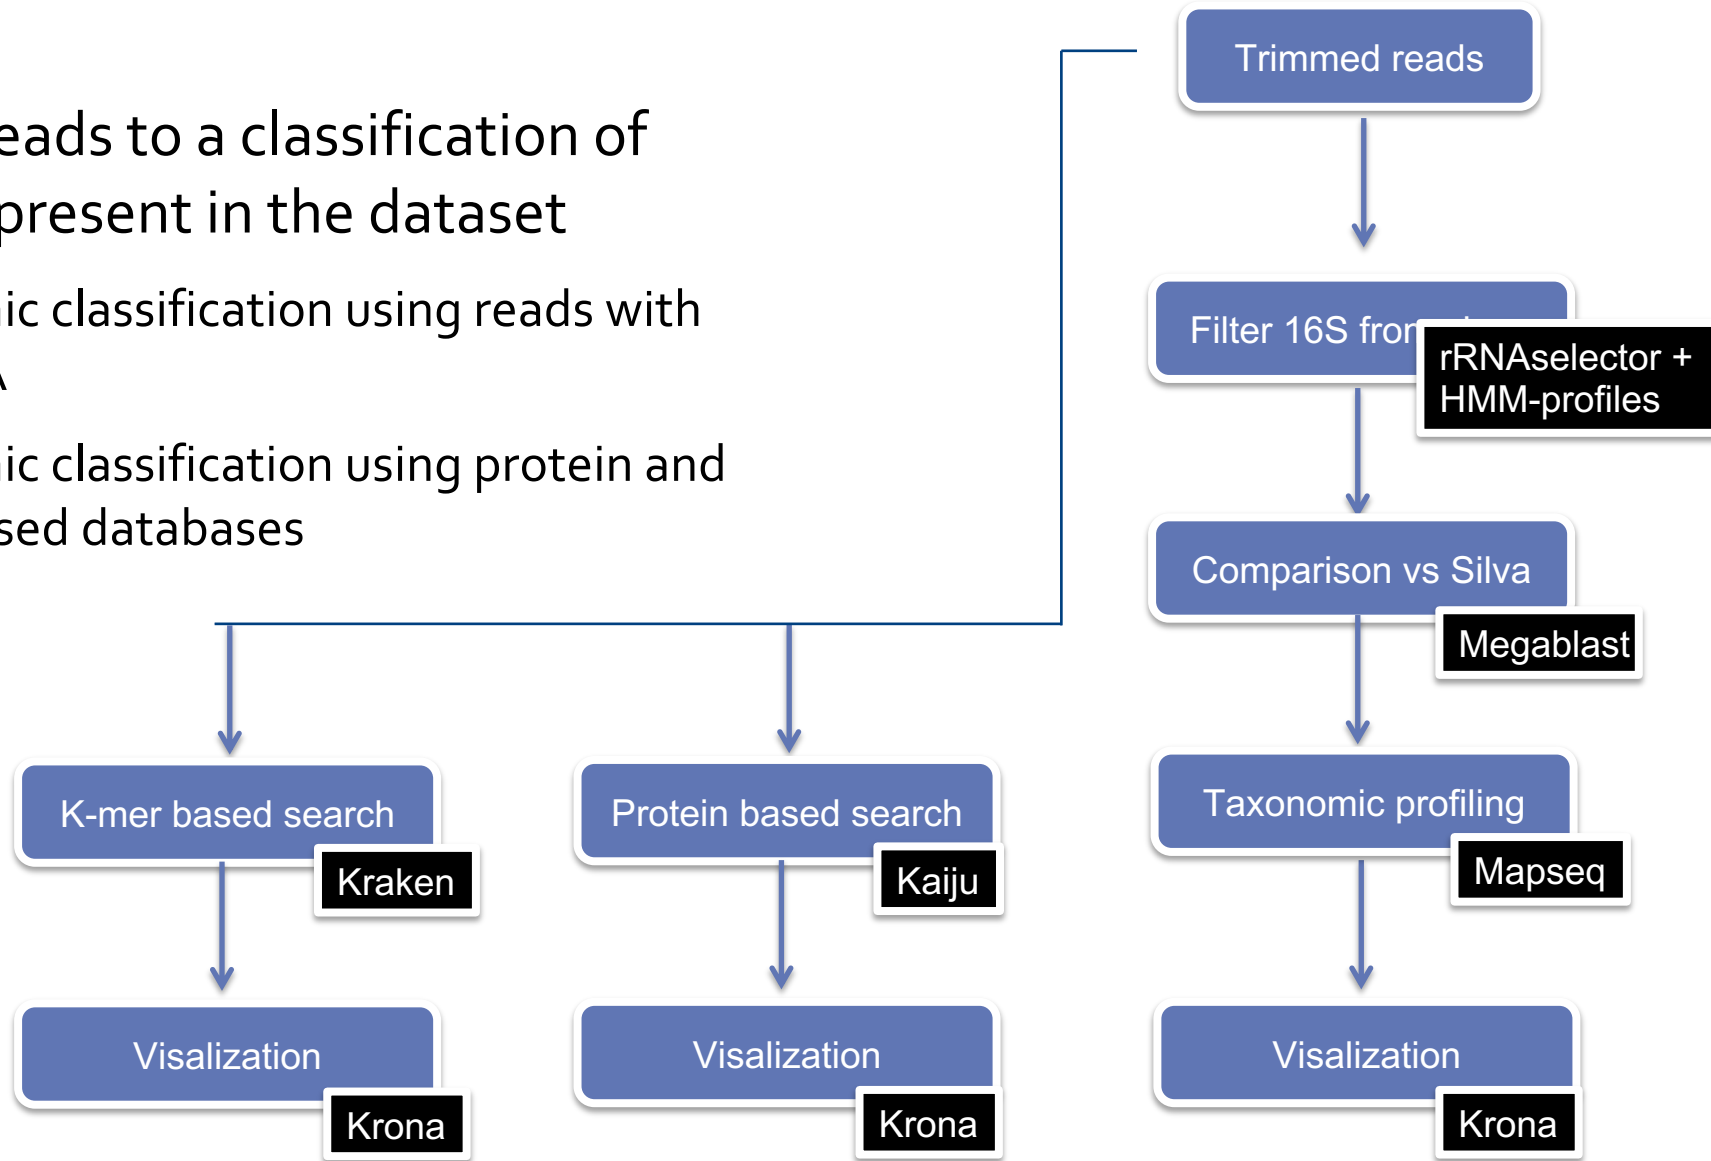 Trimmed reads
eads to a classification of
present in the dataset
ic classification using reads with
A
ic classification using protein and
sed databases
Filter 16S from
rRNAselector +
HMM-profiles
Comparison vs Silva
Megablast
K-mer based search
Kraken
Protein based search
Kaiju
Taxonomic profiling
Mapseq
Visalization
Krona
Visalization
Krona
Visalization
Krona